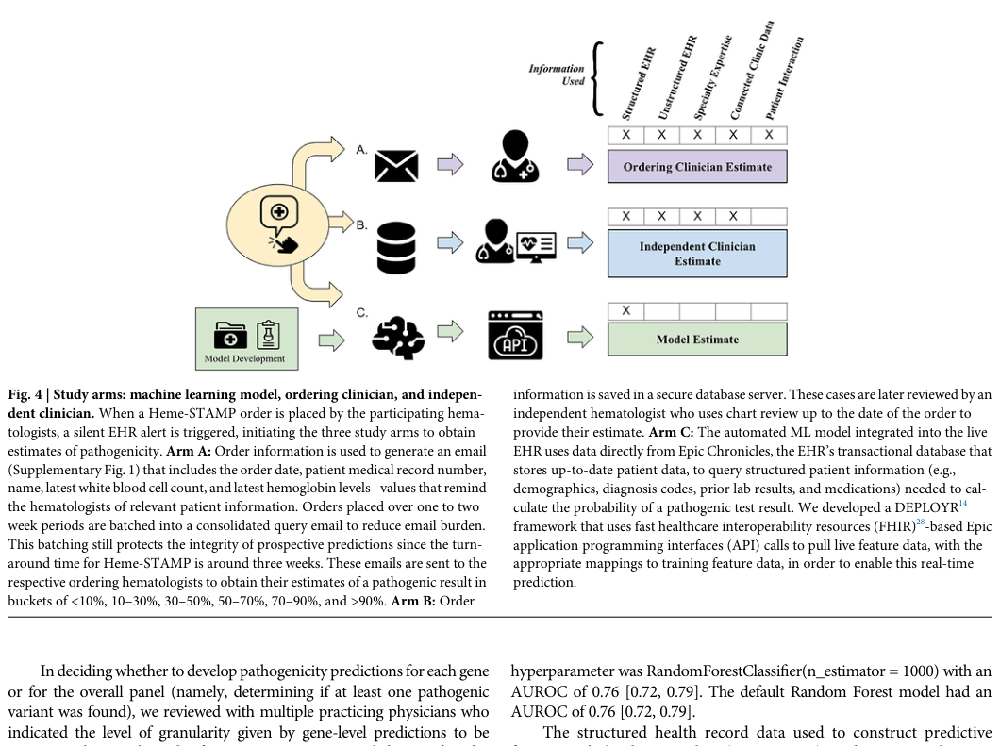 Information
Used
Structured EHR
Unstructured EHR
Specialty Expertise
Connected Clinic Data
Patient Interaction
A.
X X X X X
Ordering Clinician Estimate
B.
X X X X
Independent Clinician
Estimate
C.
X
API
Model Estimate
Model Development
Fig. 4 | Study arms: machine learning model, ordering clinician, and indepen-
dent clinician. When a Heme-STAMP order is placed by the participating hema-
tologists, a silent EHR alert is triggered, initiating the three study arms to obtain
estimates of pathogenicity. Arm A: Order information is used to generate an email
(Supplementary Fig. 1) that includes the order date, patient medical record number,
name, latest white blood cell count, and latest hemoglobin levels - values that remind
the hematologists of relevant patient information. Orders placed over one to two
week periods are batched into a consolidated query email to reduce email burden.
This batching still protects the integrity of prospective predictions since the turn-
around time for Heme-STAMP is around three weeks. These emails are sent to the
respective ordering hematologists to obtain their estimates of a pathogenic result in
buckets of <10%, 10–30%, 30–50%, 50–70%, 70–90%, and >90%. Arm B: Order
information is saved in a secure database server. These cases are later reviewed by an
independent hematologist who uses chart review up to the date of the order to
provide their estimate. Arm C: The automated ML model integrated into the live
EHR uses data directly from Epic Chronicles, the EHR's transactional database that
stores up-to-date patient data, to query structured patient information (e.g.,
demographics, diagnosis codes, prior lab results, and medications) needed to cal-
culate the probability of a pathogenic test result. We developed a DEPLOYR14
framework that uses fast healthcare interoperability resources (FHIR)28-based Epic
application programming interfaces (API) calls to pull live feature data, with the
appropriate mappings to training feature data, in order to enable this real-time
prediction.
In deciding whether to develop pathogenicity predictions for each gene
or for the overall panel (namely, determining if at least one pathogenic
variant was found), we reviewed with multiple practicing physicians who
indicated the level of granularity given by gene-level predictions to be
hyperparameter was RandomForestClassifier(n_estimator = 1000) with an
AUROC of 0.76 [0.72, 0.79]. The default Random Forest model had an
AUROC of 0.76 [0.72, 0.79].
The structured health record data used to construct predictive